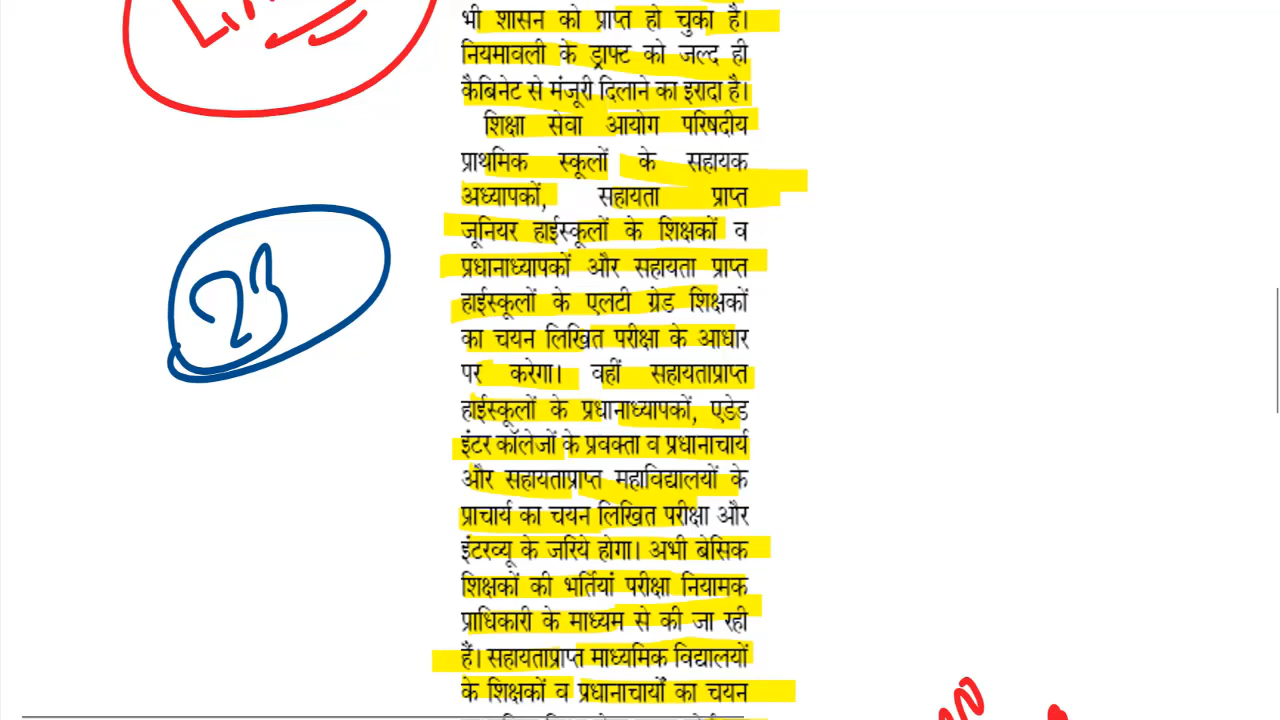 भी शासन को प्राप्त हो चुका है।
नियमावली के ड्राफ्ट को जल्द ही
कैबिनेट से मंजूरी दिलाने का इरादा है।
शिक्षा सेवा आयोग परिषदीय
प्राथमिक स्कूलों के सहायक
अध्यापकों, सहायता प्राप्त
जूनियर हाईस्कूलों के शिक्षकों व
प्रधानाध्यापकों और सहायता प्राप्त
हाईस्कूलों के एलटी ग्रेड शिक्षकों
का चयन लिखित परीक्षा के आधार
पर करेगा। वहीं सहायताप्राप्त
हाईस्कूलों के प्रधानाध्यापकों, एडेड
इंटर कॉलेजों के प्रवक्ता व प्रधानाचार्य
और सहायताप्राप्त महाविद्यालयों के
प्राचार्य का चयन लिखित परीक्षा और
इंटरव्यू के जरिये होगा। अभी बेसिक
शिक्षकों की भर्तियां परीक्षा नियामक
प्राधिकारी के माध्यम से की जा रही
हैं। सहायताप्राप्त माध्यमिक विद्यालयों
के शिक्षकों व प्रधानाचार्यों का चयन